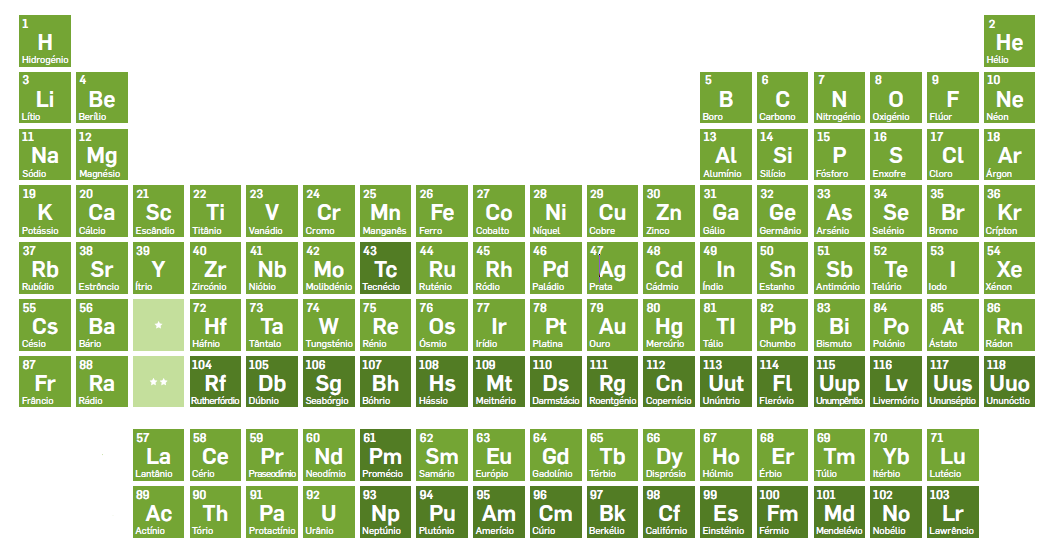 1 2
H He
Hidrogénio Hélio
3 4 5 6 7 8 9 10
Li Be B C N O F Ne
Lítio Berílio Boro Carbono Nitrogénio Oxigénio Flúor Néon
11 12 13 14 15 16 17 18
Na Mg Al Si P S Cl Ar
Sódio Magnésio Alumínio Silício Fósforo Enxofre Cloro Árgon
19 20 21 22 23 24 25 26 27 28 29 30 31 32 33 34 35 36
K Ca Sc Ti V Cr Mn Fe Co Ni Cu Zn Ga Ge As Se Br Kr
Potássio Cálcio Escândio Titânio Vanádio Cromo Manganês Ferro Cobalto Níquel Cobre Zinco Gálio Germânio Arsénio Selénio Bromo Crípton
37 38 39 40 41 42 43 44 45 46 47 48 49 50 51 52 53 54
Rb Sr Y Zr Nb Mo Tc Ru Rh Pd Ag Cd In Sn Sb Te I Xe
Rubídio Estrôncio Ítrio Zircónio Nióbio Molibdénio Tecnécio Ruténio Ródio Paládio Prata Cádmio Índio Estanho Antimónio Telúrio Iodo Xénon
55 56 72 73 74 75 76 77 78 79 80 81 82 83 84 85 86
Cs Ba * Hf Ta W Re Os Ir Pt Au Hg Tl Pb Bi Po At Rn
Césio Bário Háfnio Tântalo Tungsténio Rénio Ósmio Irídio Platina Ouro Mercúrio Tálio Chumbo Bismuto Polónio Ástato Rádon
87 88 104 105 106 107 108 109 110 111 112 113 114 115 116 117 118
Fr Ra ** Rf Db Sg Bh Hs Mt Ds Rg Cn Uut Fl Uup Lv Uus Uuo
Frâncio Rádio Rutherfórdio Dúbnio Seabórgio Bóhrio Hássio Meitnério Darmstácio Roentgénio Copernício Unúntrio Fleróvio Unumpêntio Livermório Ununséptio Ununóctio
57 58 59 60 61 62 63 64 65 66 67 68 69 70 71
La Ce Pr Nd Pm Sm Eu Gd Tb Dy Ho Er Tm Yb Lu
Lantânio Cério Praseodímio Neodímio Promécio Samário Európio Gadolínio Térbio Disprósio Hólmio Érbio Túlio Itérbio Lutécio
89 90 91 92 93 94 95 96 97 98 99 100 101 102 103
Ac Th Pa U Np Pu Am Cm Bk Cf Es Fm Md No Lr
Actínio Tório Protactínio Urânio Neptúnio Plutónio Amerício Cúrio Berkélio Califórnio Einsteínio Férmio Mendelévio Nobélio Lawrêncio